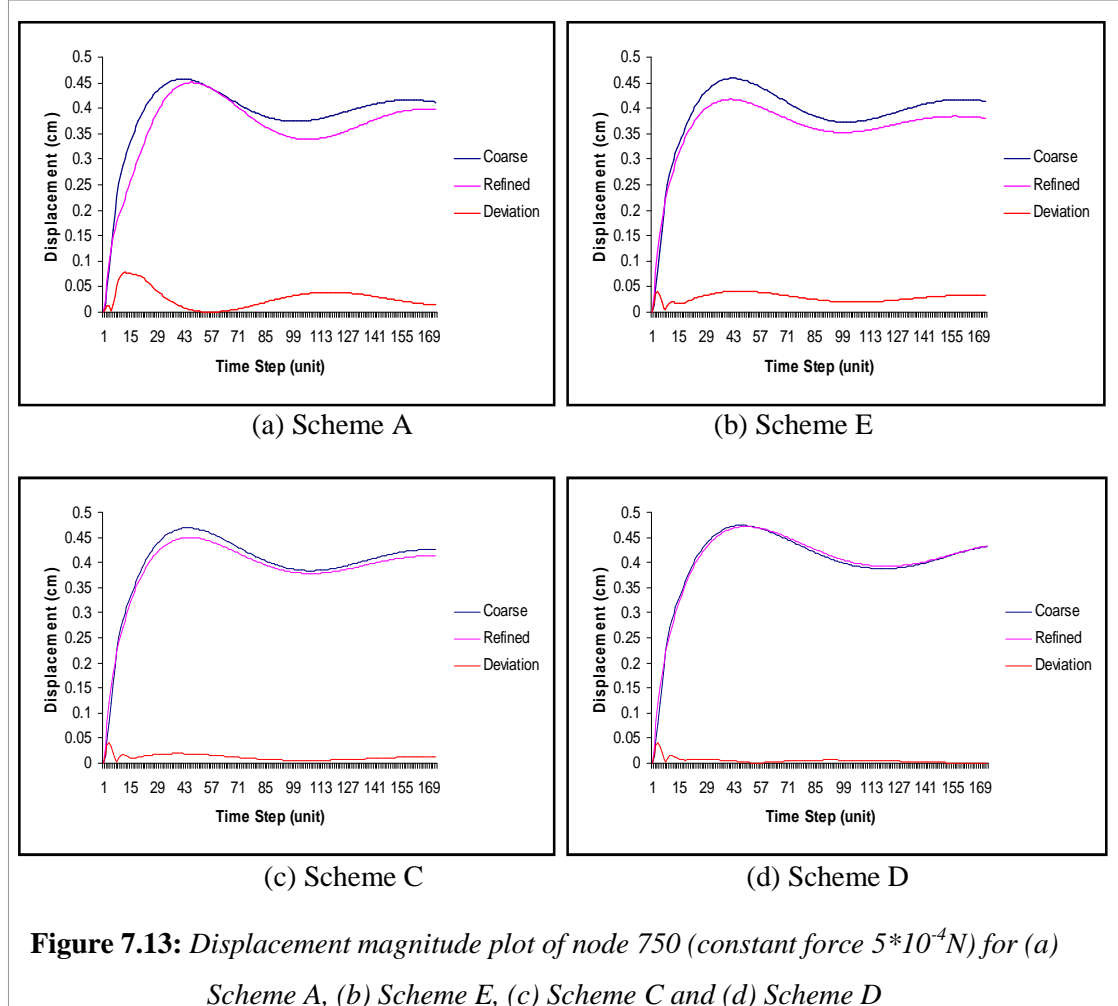 0.5
0.45
0.4
0.35
0.3
0.25
0.2
0.15
0.1
0.05
0
Displacement (cm)
1 15 29 43 57 71 85 99 113 127 141 155 169
Time Step (unit)
Coarse
Refined
Deviation
(a) Scheme A
0.5
0.45
0.4
0.35
0.3
0.25
0.2
0.15
0.1
0.05
0
Displacement (cm)
1 15 29 43 57 71 85 99 113 127 141 155 169
Time Step (unit)
Coarse
Refined
Deviation
(b) Scheme E
0.5
0.45
0.4
0.35
0.3
0.25
0.2
0.15
0.1
0.05
0
Displacement (cm)
1 15 29 43 57 71 85 99 113 127 141 155 169
Time Step (unit)
Coarse
Refined
Deviation
(c) Scheme C
0.5
0.45
0.4
0.35
0.3
0.25
0.2
0.15
0.1
0.05
0
Displacement (cm)
1 15 29 43 57 71 85 99 113 127 141 155 169
Time Step (unit)
Coarse
Refined
Deviation
(d) Scheme D
Figure 7.13: Displacement magnitude plot of node 750 (constant force 5*10⁻⁴N) for (a)
Scheme A, (b) Scheme E, (c) Scheme C and (d) Scheme D